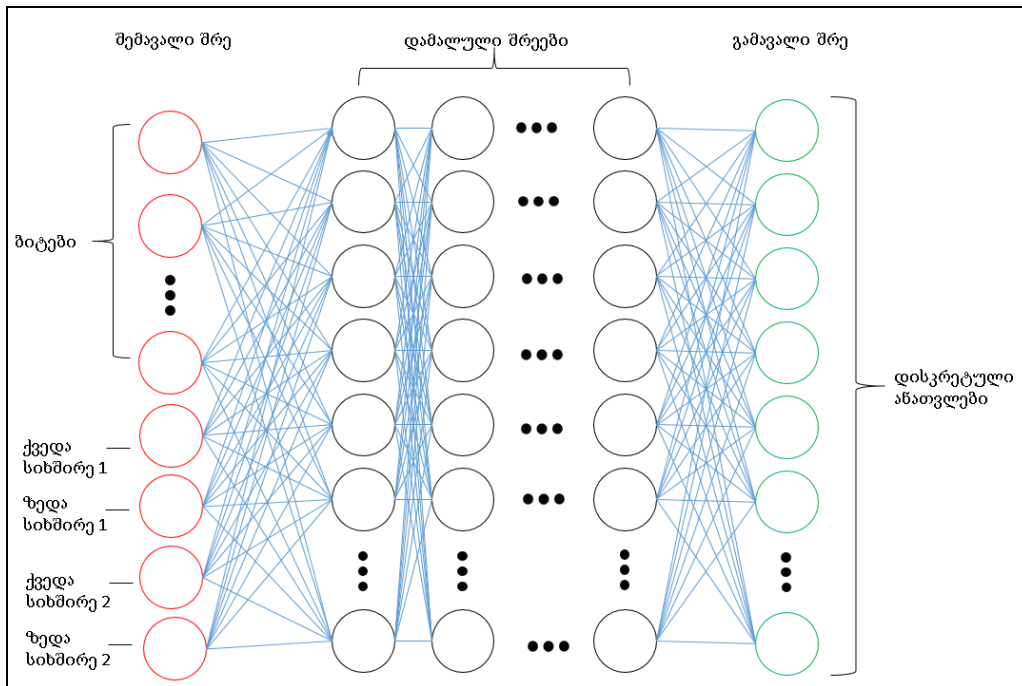 შემავალი შრე
დამალული შრეები
გამავალი შრე
ბიტები
ქვედა
სიხშირე 1
ზედა
სიხშირე 1
ქვედა
სიხშირე 2
ზედა
სიხშირე 2
დისკრეტული
ანათვლები